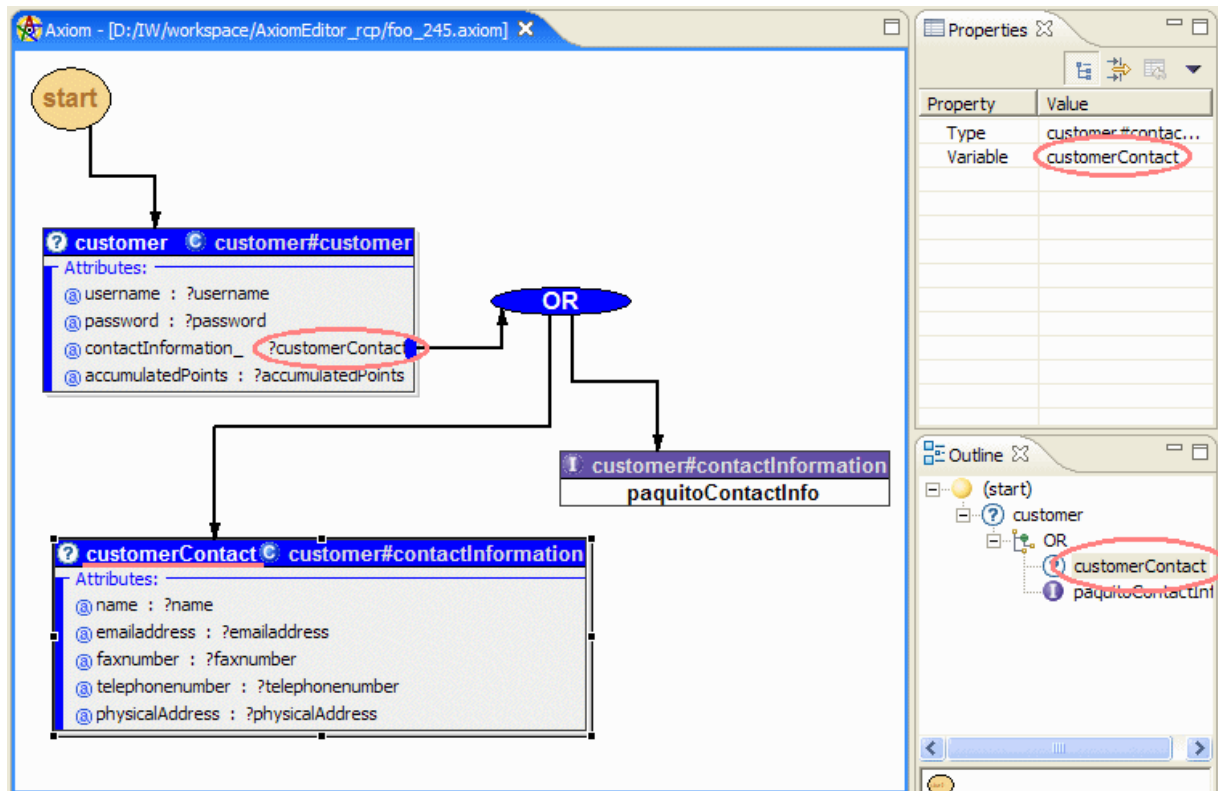 Axiom - [D:/IW/workspace/AxiomEditor_rcp/foo_245.axiom]
start
? customer C customer#customer
Attributes:
@ username : ?username
@ password : ?password
@ contactInformation_ ?customerContact
@ accumulatedPoints : ?accumulatedPoints
OR
I customer#contactInformation
paquitoContactInfo
? customerContact C customer#contactInformation
Attributes:
@ name : ?name
@ emailaddress : ?emailaddress
@ faxnumber : ?faxnumber
@ telephonenumber : ?telephonenumber
@ physicalAddress : ?physicalAddress
Properties
Property Value
Type customer#contac...
Variable customerContact
Outline
(start)
? customer
OR
? customerContact
I paquitoContactInf